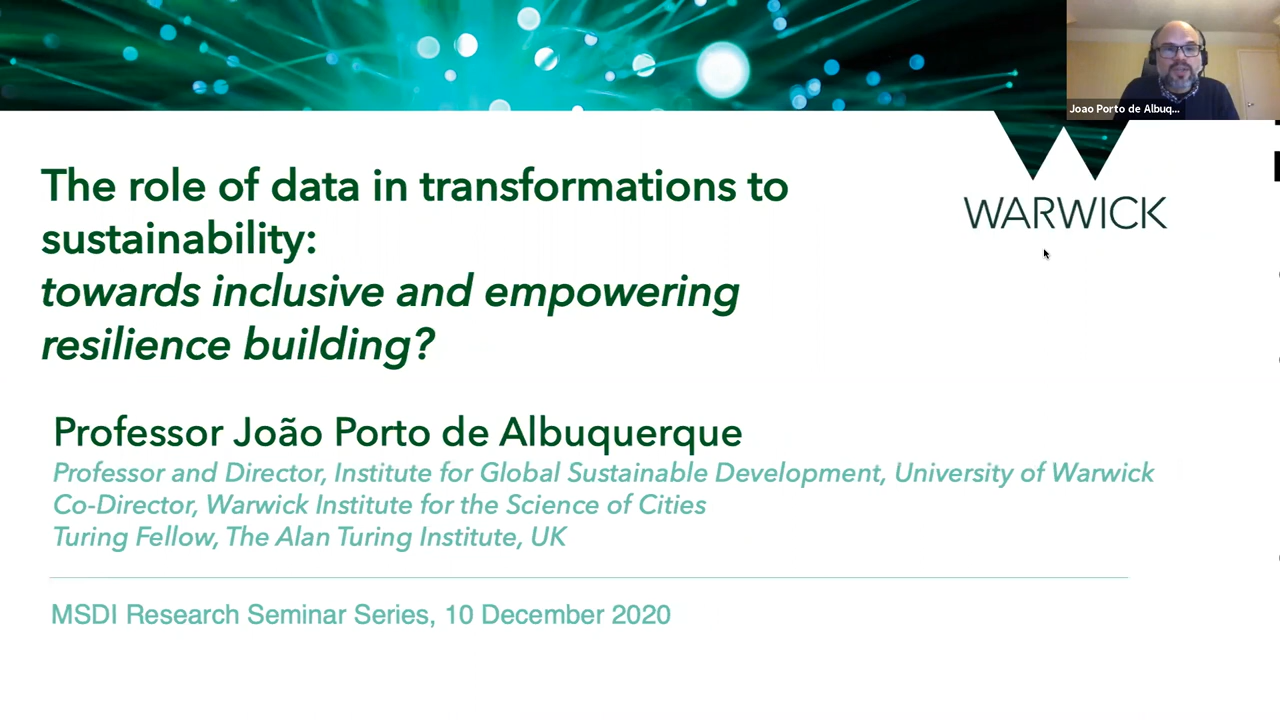 Joao Porto de Albuq...
WARWICK
The role of data in transformations to
sustainability:
towards inclusive and empowering
resilience building?
Professor João Porto de Albuquerque
Professor and Director, Institute for Global Sustainable Development, University of Warwick
Co-Director, Warwick Institute for the Science of Cities
Turing Fellow, The Alan Turing Institute, UK
MSDI Research Seminar Series, 10 December 2020